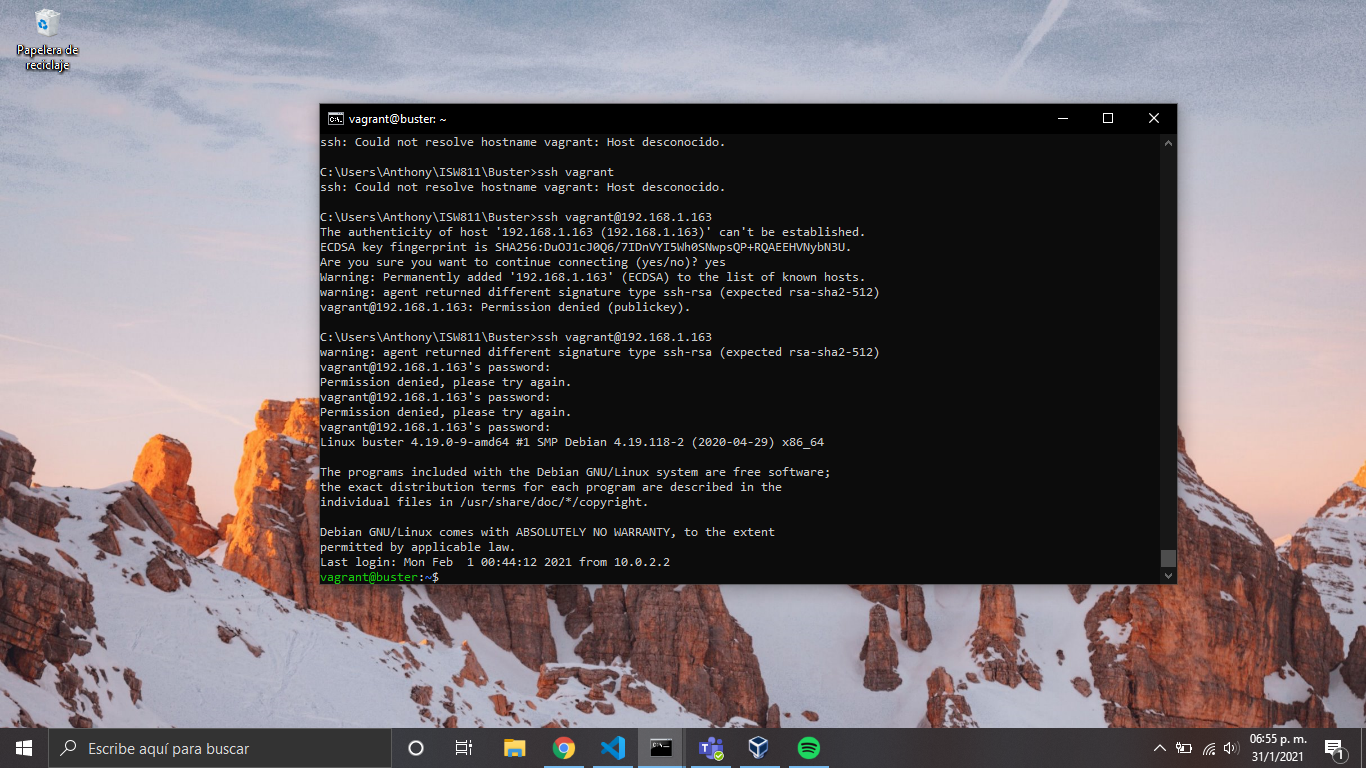 Papelera de
reciclaje
vagrant@buster: ~
ssh: Could not resolve hostname vagrant: Host desconocido.
C:\Users\Anthony\ISW811\Buster>ssh vagrant
ssh: Could not resolve hostname vagrant: Host desconocido.
C:\Users\Anthony\ISW811\Buster>ssh vagrant@192.168.1.163
The authenticity of host '192.168.1.163 (192.168.1.163)' can't be established.
ECDSA key fingerprint is SHA256:DuOJ1cJ0Q6/7IDnVYI5Wh0SNwpsQP+RQAEEHVNybN3U.
Are you sure you want to continue connecting (yes/no)? yes
Warning: Permanently added '192.168.1.163' (ECDSA) to the list of known hosts.
warning: agent returned different signature type ssh-rsa (expected rsa-sha2-512)
vagrant@192.168.1.163: Permission denied (publickey).
C:\Users\Anthony\ISW811\Buster>ssh vagrant@192.168.1.163
warning: agent returned different signature type ssh-rsa (expected rsa-sha2-512)
vagrant@192.168.1.163's password:
Permission denied, please try again.
vagrant@192.168.1.163's password:
Permission denied, please try again.
vagrant@192.168.1.163's password:
Linux buster 4.19.0-9-amd64 #1 SMP Debian 4.19.118-2 (2020-04-29) x86_64
The programs included with the Debian GNU/Linux system are free software;
the exact distribution terms for each program are described in the
individual files in /usr/share/doc/*/copyright.
Debian GNU/Linux comes with ABSOLUTELY NO WARRANTY, to the extent
permitted by applicable law.
Last login: Mon Feb  1 00:44:12 2021 from 10.0.2.2
vagrant@buster:~$
Escribe aquí para buscar
06:55 p. m.
31/1/2021
1